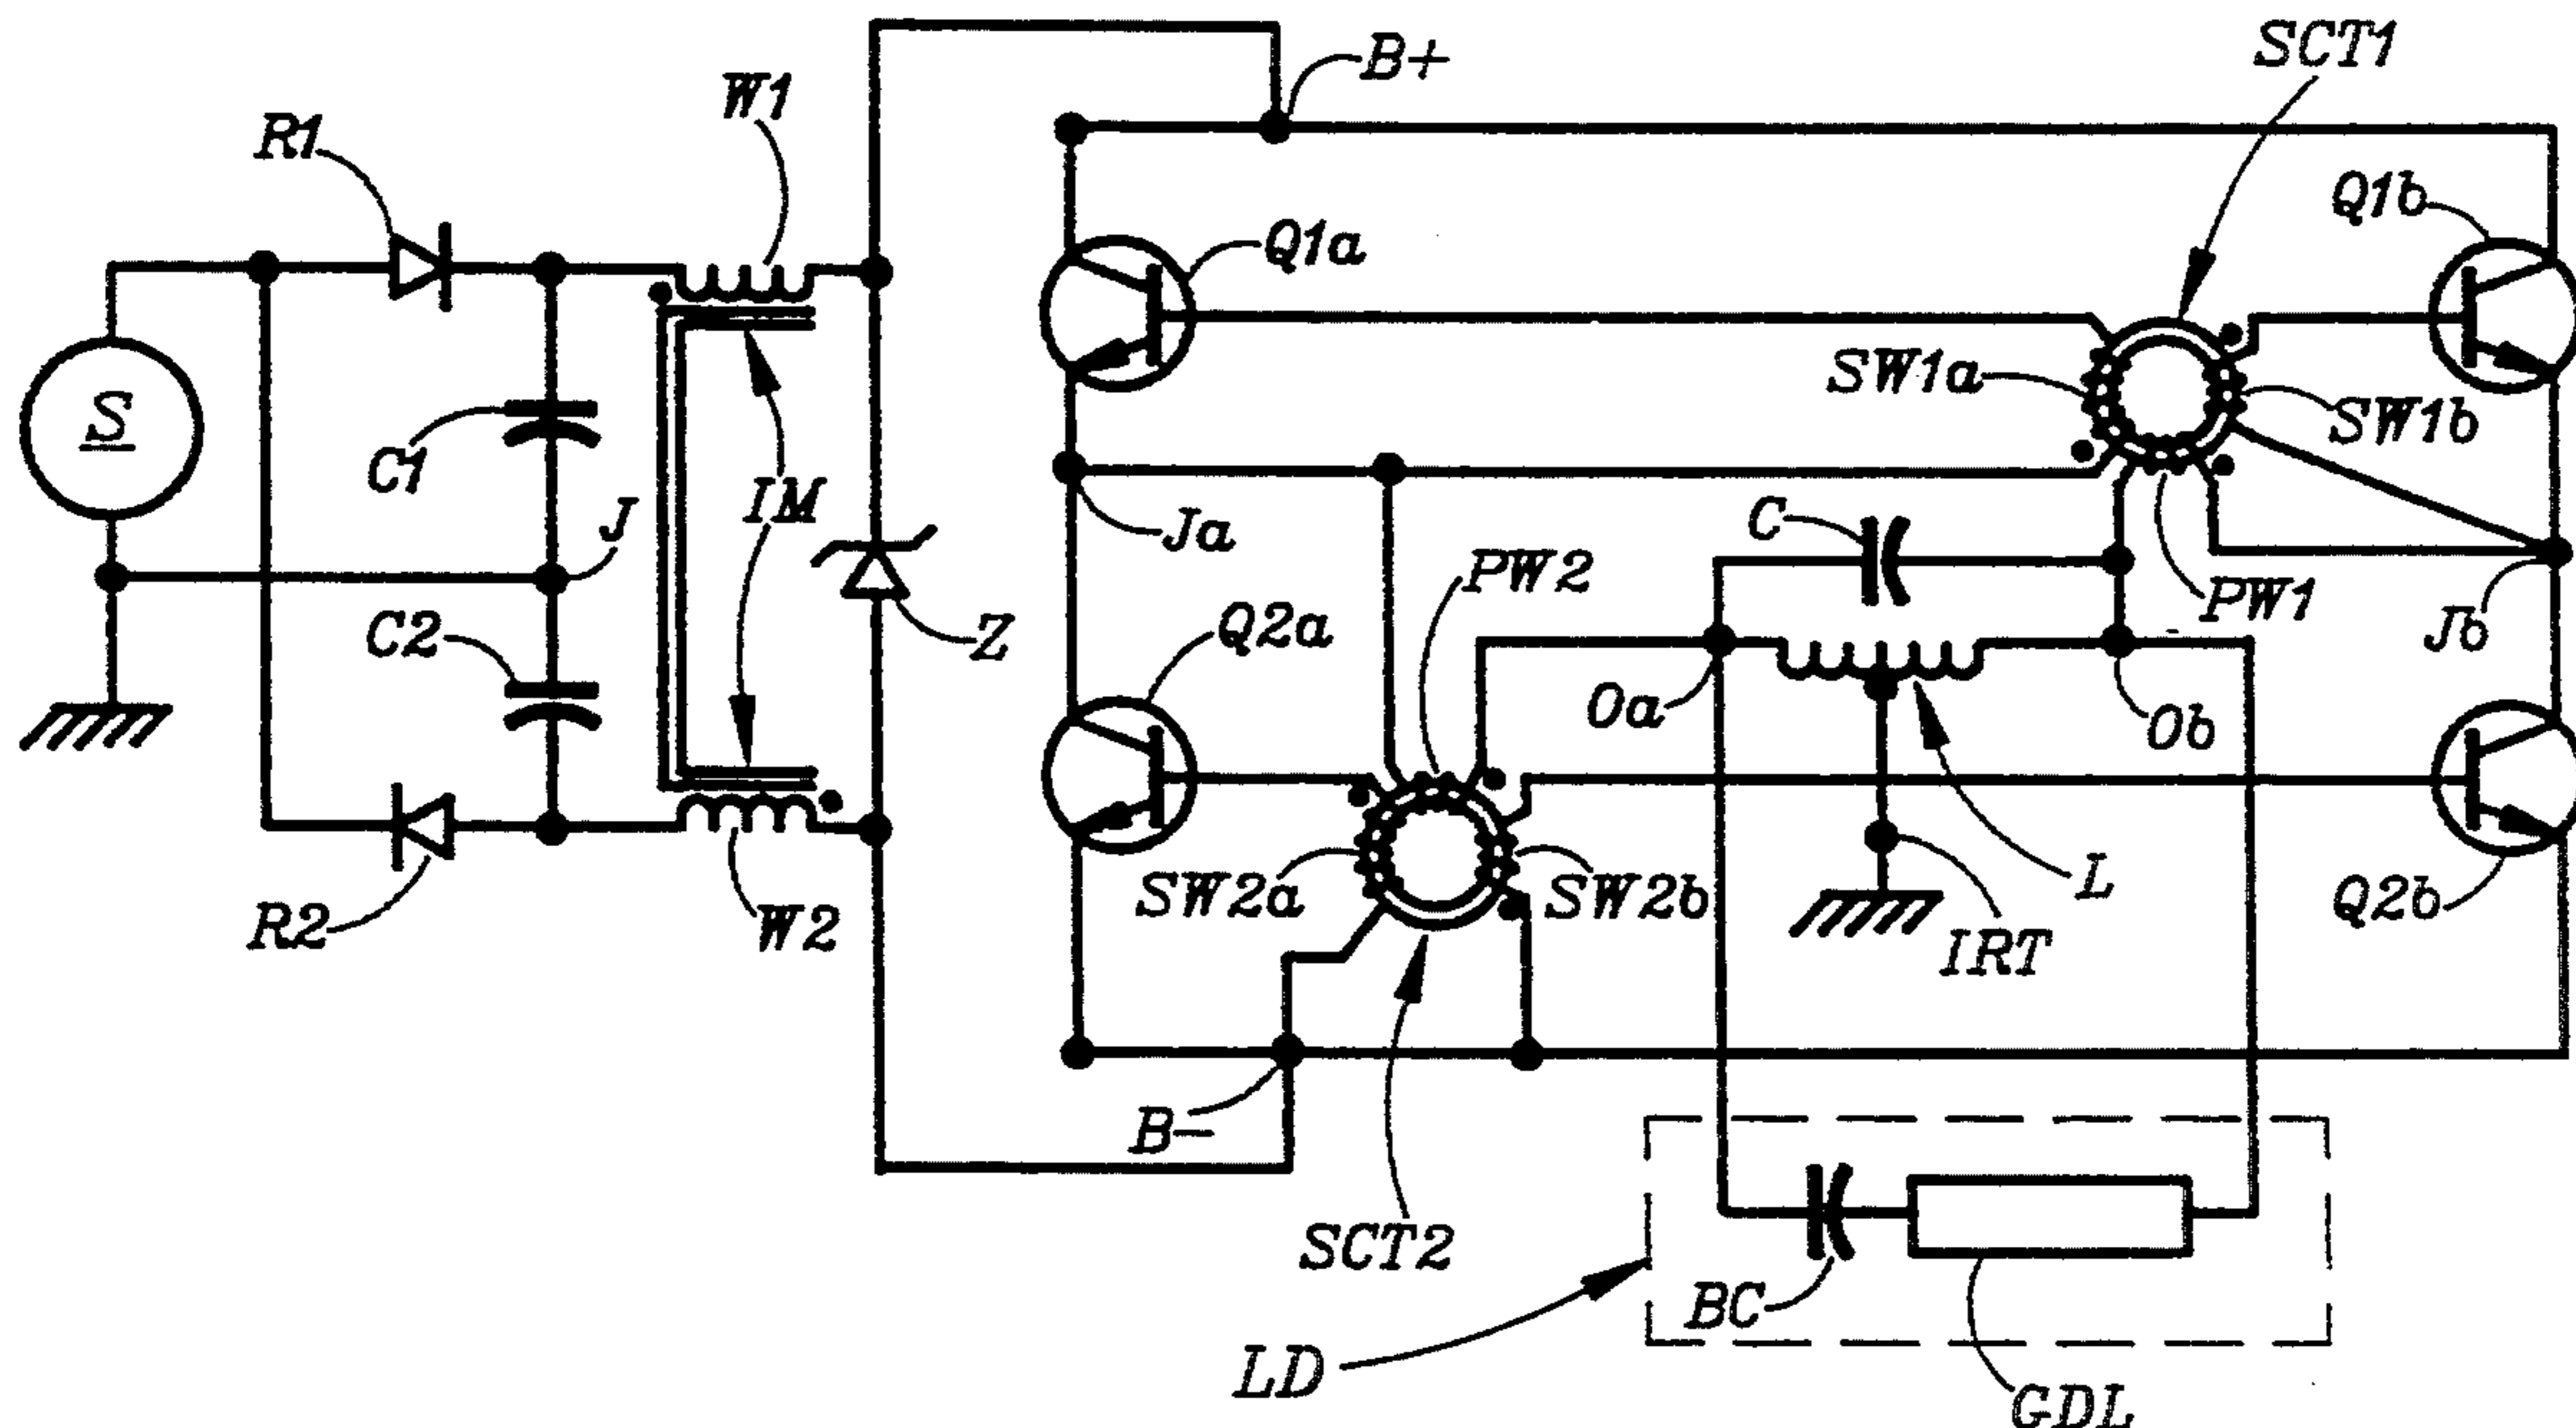 SCT1
B+
W1
R1
Q1b
Q1a
SW1a
SW1b
S
C1
J
IM
Ja
C
PW2
PW1
Jb
C2
Z
Q2a
Oa
Ob
SW2a
SW2b
L
Q2b
R2
W2
IRT
B-
SCT2
BC
LD
GDL